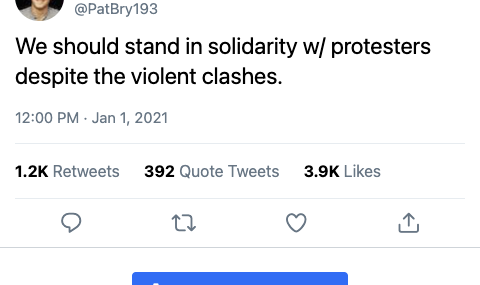 @PatBry193
We should stand in solidarity w/ protesters
despite the violent clashes.
12:00 PM · Jan 1, 2021
1.2K Retweets 392 Quote Tweets 3.9K Likes